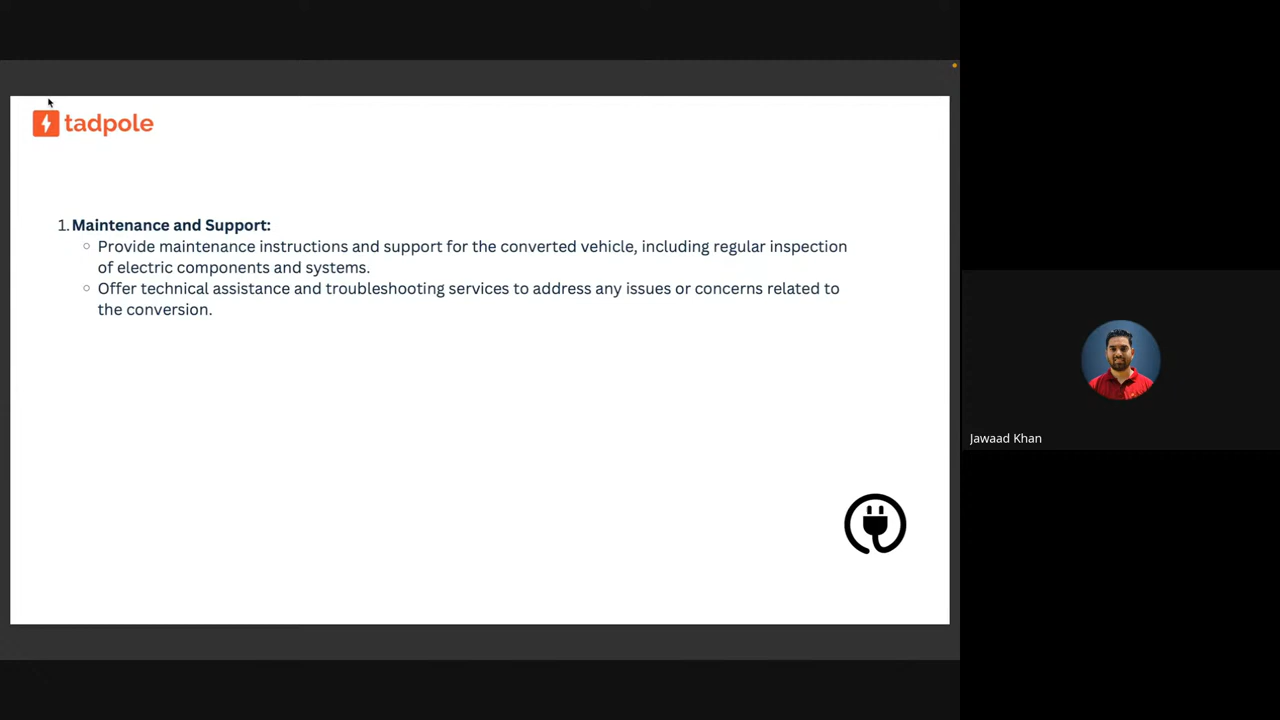 tadpole
1. Maintenance and Support:
○ Provide maintenance instructions and support for the converted vehicle, including regular inspection
of electric components and systems.
○ Offer technical assistance and troubleshooting services to address any issues or concerns related to
the conversion.
Jawaad Khan